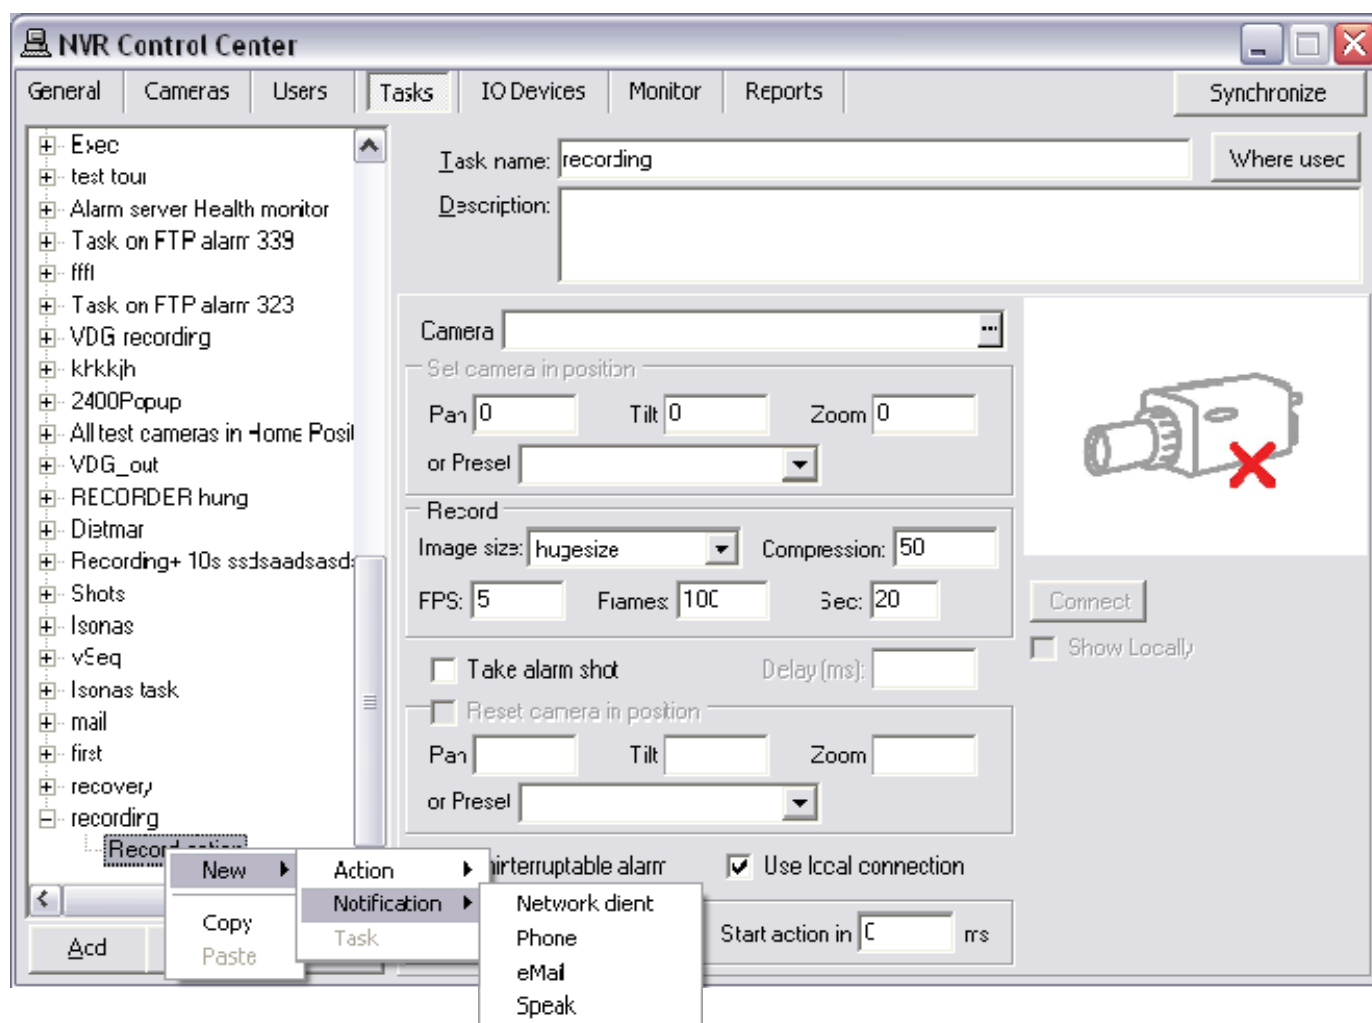 NVR Control Center
General Cameras Users Tasks IO Devices Monitor Reports Synchronize
Exec
test tour
Alarm server Health monitor
Task on FTP alarm 339
ffff
Task on FTP alarm 323
VDG recording
khkkjh
2400Popup
All test cameras in Home Posit
VDG_out
RECORDER hung
Dietmar
Recording+ 10s ssdsaadsasds
Shots
Isonas
vSeq
Isonas task
mail
first
recovery
recording
Record action
Add
New
Copy
Paste
Action
Notification
Task
Network client
Phone
eMail
Speak
Task name: recording Where used
Description:
Camera ...
Set camera in position
Pan 0 Tilt 0 Zoom 0
or Preset
Record
Image size: hugesize Compression: 50
FPS: 5 Frames: 100 Sec: 20
Connect
Show Locally
Take alarm shot Delay (ms):
Reset camera in position
Pan Tilt Zoom
or Preset
ninterruptable alarm Use local connection
Start action in 0 ms